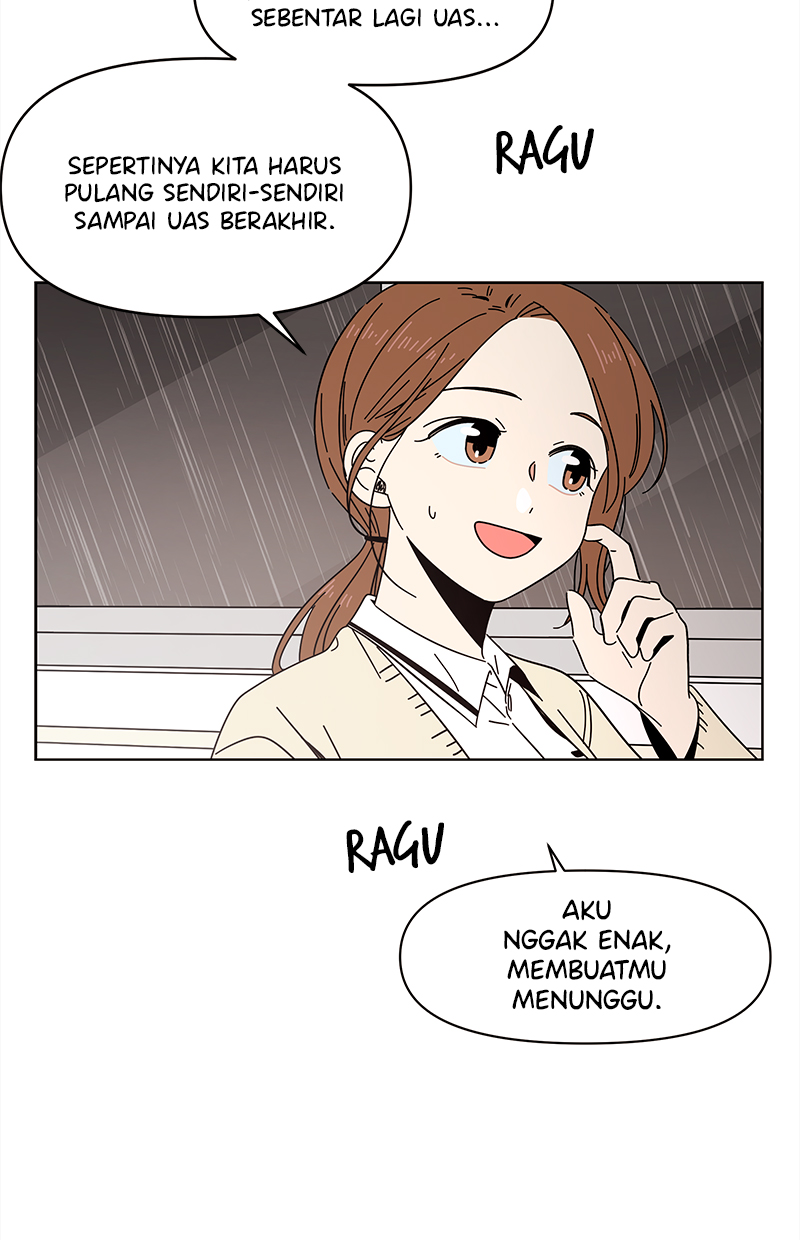 SEBENTAR LAGI UAS...
RAGU
SEPERTINYA KITA HARUS
PULANG SENDIRI-SENDIRI
SAMPAI UAS BERAKHIR.
RAGU
AKU
NGGAK ENAK,
MEMBUATMU
MENUNGGU.